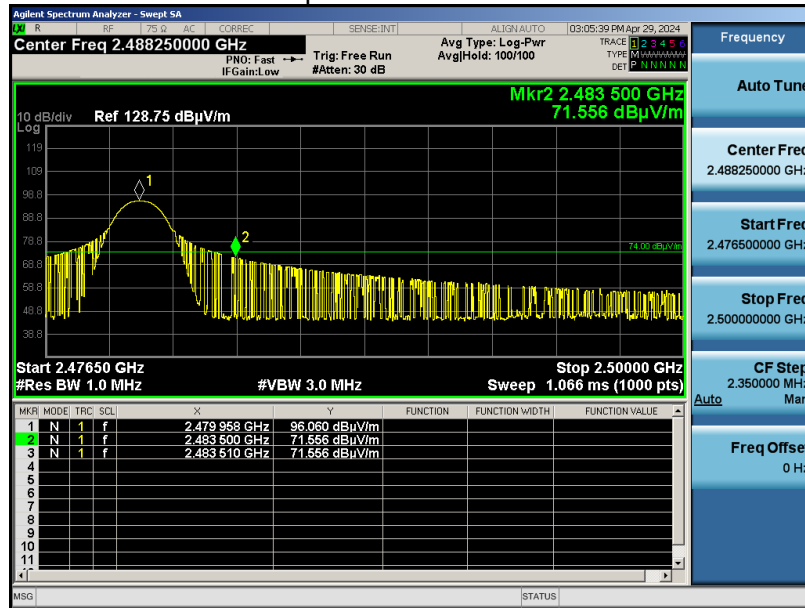 Agilent Spectrum Analyzer - Swept SA
LXI R RF 75 Ω AC CORREC SENSE:INT ALIGN AUTO 03:05:39 PM Apr 29, 2024
Center Freq 2.488250000 GHz
PNO: Fast
IFGain:Low
Trig: Free Run
#Atten: 30 dB
Avg Type: Log-Pwr
Avg|Hold: 100/100
TRACE 1 2 3 4 5 6
TYPE M
DET P N N N N N
Mkr2 2.483 500 GHz
71.556 dBµV/m
10 dB/div Ref 128.75 dBµV/m
Log
119
109
98.8
88.8
78.8
68.8
58.8
48.8
38.8
1
2
74.00 dBµV/m
Start 2.47650 GHz Stop 2.50000 GHz
#Res BW 1.0 MHz #VBW 3.0 MHz Sweep 1.066 ms (1000 pts)
MKR MODE TRC SCL X Y FUNCTION FUNCTION WIDTH FUNCTION VALUE
1 N 1 f 2.479 958 GHz 96.060 dBµV/m
2 N 1 f 2.483 500 GHz 71.556 dBµV/m
3 N 1 f 2.483 510 GHz 71.556 dBµV/m
4
5
6
7
8
9
10
11
MSG STATUS
Frequency
Auto Tune
Center Freq
2.488250000 GHz
Start Freq
2.476500000 GHz
Stop Freq
2.500000000 GHz
CF Step
2.350000 MHz
Auto Man
Freq Offset
0 Hz